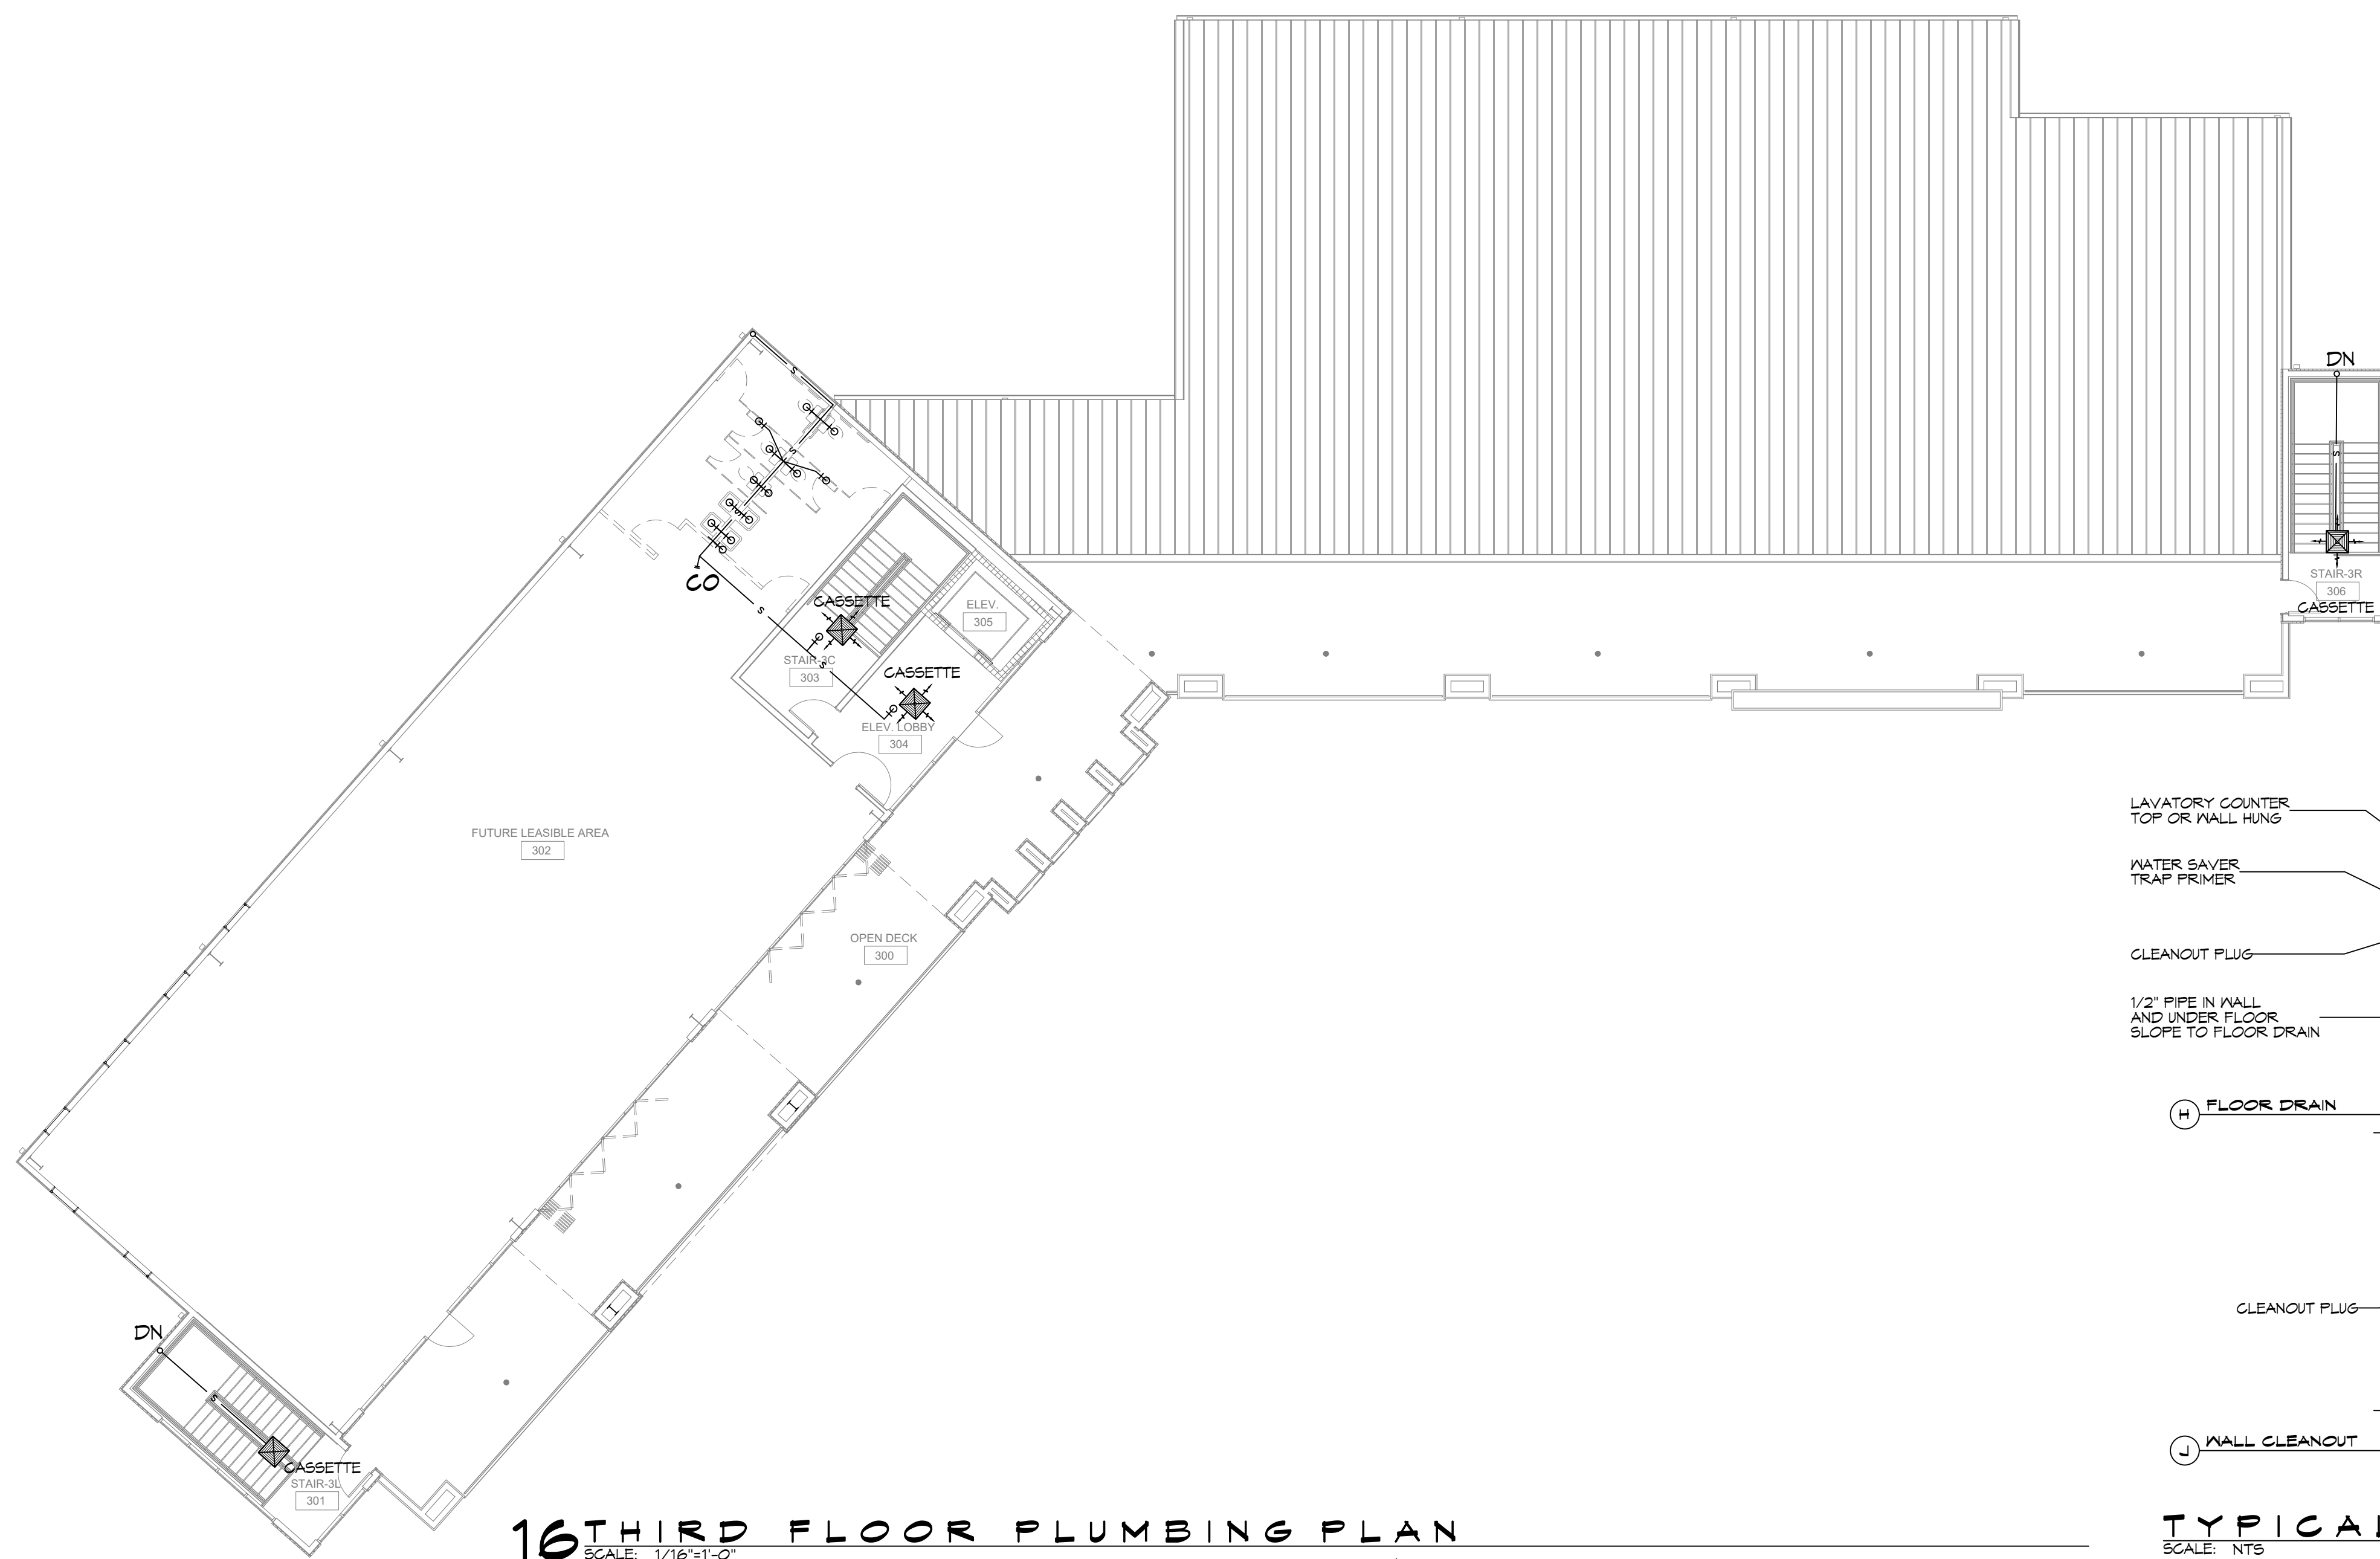 DN
S
S
S
S
CO
S
CASSETTE
ELEV.
305
STAIR-3R
306
CASSETTE
STAIR-3C
303
S
CASSETTE
ELEV. LOBBY
304
FUTURE LEASIBLE AREA
302
OPEN DECK
300
LAVATORY COUNTER
TOP OR WALL HUNG
WATER SAVER
TRAP PRIMER
CLEANOUT PLUG
1/2" PIPE IN WALL
AND UNDER FLOOR
SLOPE TO FLOOR DRAIN
H FLOOR DRAIN
CLEANOUT PLUG
DN
S
CASSETTE
STAIR-3L
301
J WALL CLEANOUT
16 THIRD FLOOR PLUMBING PLAN
SCALE: 1/16"=1'-0"
TYPICAL
SCALE: NTS